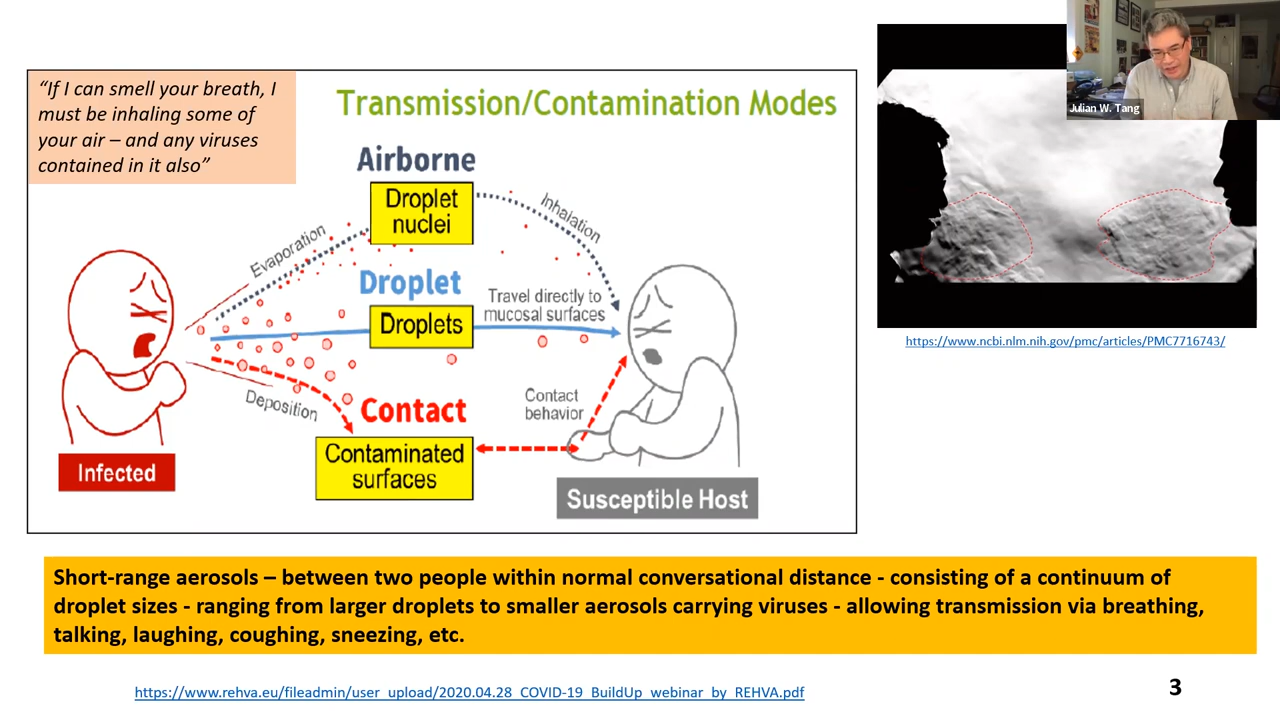 “If I can smell your breath, I
must be inhaling some of
your air – and any viruses
contained in it also”
Transmission/Contamination Modes
Airborne
Droplet
nuclei
Evaporation
Inhalation
Droplet
Droplets
Travel directly to
mucosal surfaces
Deposition
Contact
Contaminated
surfaces
Contact
behavior
Infected
Susceptible Host
Julian W. Tang
https://www.ncbi.nlm.nih.gov/pmc/articles/PMC7716743/
Short-range aerosols – between two people within normal conversational distance - consisting of a continuum of
droplet sizes - ranging from larger droplets to smaller aerosols carrying viruses - allowing transmission via breathing,
talking, laughing, coughing, sneezing, etc.
https://www.rehva.eu/fileadmin/user_upload/2020.04.28_COVID-19_BuildUp_webinar_by_REHVA.pdf
3